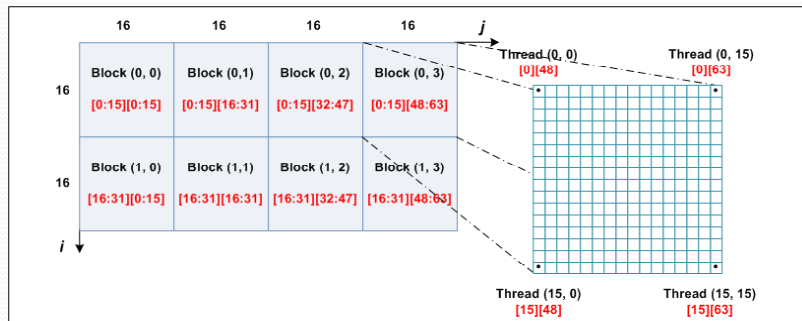 16 16 16 16
j
Thread (0, 0) Thread (0, 15)
[0][48] [0][63]
Block (0, 0) Block (0,1) Block (0, 2) Block (0, 3)
16
[0:15][0:15] [0:15][16:31] [0:15][32:47] [0:15][48:63]
Block (1, 0) Block (1,1) Block (1, 2) Block (1, 3)
16
[16:31][0:15] [16:31][16:31] [16:31][32:47] [16:31][48:63]
i
Thread (15, 0) Thread (15, 15)
[15][48] [15][63]